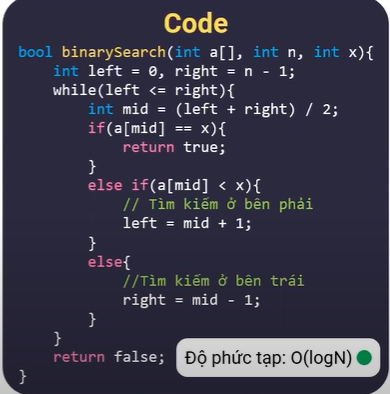 Code
bool binarySearch(int a[], int n, int x){
    int left = 0, right = n - 1;
    while(left <= right){
        int mid = (left + right) / 2;
        if(a[mid] == x){
            return true;
        }
        else if(a[mid] < x){
            // Tìm kiếm ở bên phải
            left = mid + 1;
        }
        else{
            //Tìm kiếm ở bên trái
            right = mid - 1;
        }
    }
    return false;
}
Độ phức tạp: O(logN)